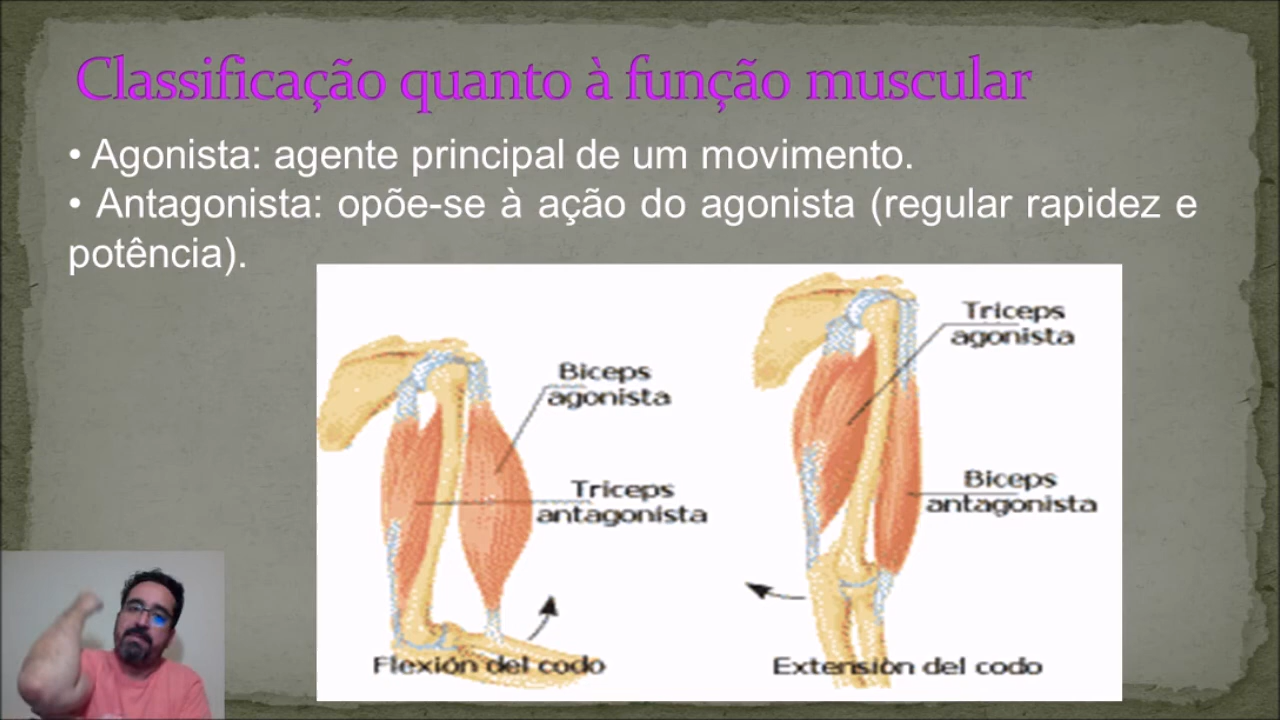 Classificação quanto à função muscular
• Agonista: agente principal de um movimento.
• Antagonista: opõe-se à ação do agonista (regular rapidez e
potência).
Biceps
agonista
Triceps
antagonista
Flexión del codo
Triceps
agonista
Biceps
antagonista
Extensión del codo